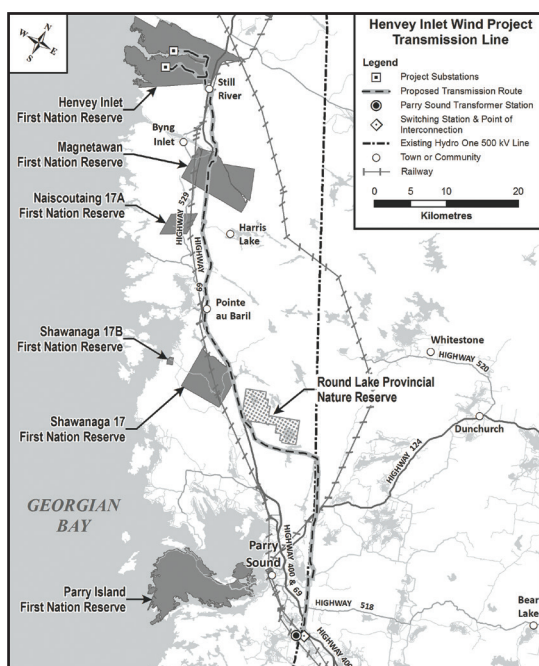 N
E
S
W
Henvey Inlet Wind Project
Transmission Line
Legend
Project Substations
Proposed Transmission Route
Parry Sound Transformer Station
Switching Station & Point of
Interconnection
Existing Hydro One 500 kV Line
Town or Community
Railway
0 10 20
Kilometres
Still
River
Henvey Inlet
First Nation Reserve
Byng
Inlet
Magnetawan
First Nation Reserve
Naiscoutaing 17A
First Nation Reserve
HIGHWAY 529
Harris
Lake
HIGHWAY 69
Pointe
au Baril
Shawanaga 17B
First Nation Reserve
Whitestone
HIGHWAY 520
Round Lake Provincial
Nature Reserve
Shawanaga 17
First Nation Reserve
Dunchurch
HIGHWAY 124
GEORGIAN
BAY
HIGHWAY 400 & 69
Parry
Sound
Parry Island
First Nation Reserve
HIGHWAY 518
Bear
Lake
HIGHWAY 400